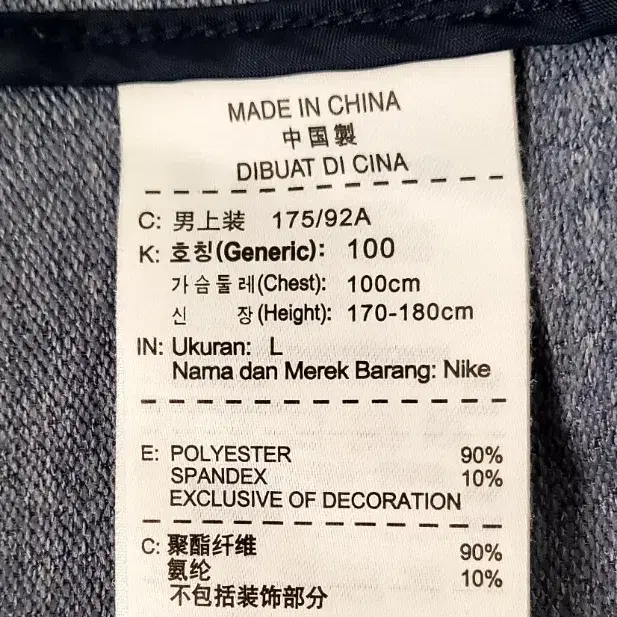 MADE IN CHINA
中国製
DIBUAT DI CINA
C: 男上装 175/92A
K: 호칭(Generic): 100
가슴둘레(Chest): 100cm
신 장(Height): 170-180cm
IN: Ukuran: L
Nama dan Merek Barang: Nike
E: POLYESTER 90%
SPANDEX 10%
EXCLUSIVE OF DECORATION
C: 聚酯纤维 90%
氨纶 10%
不包括装饰部分